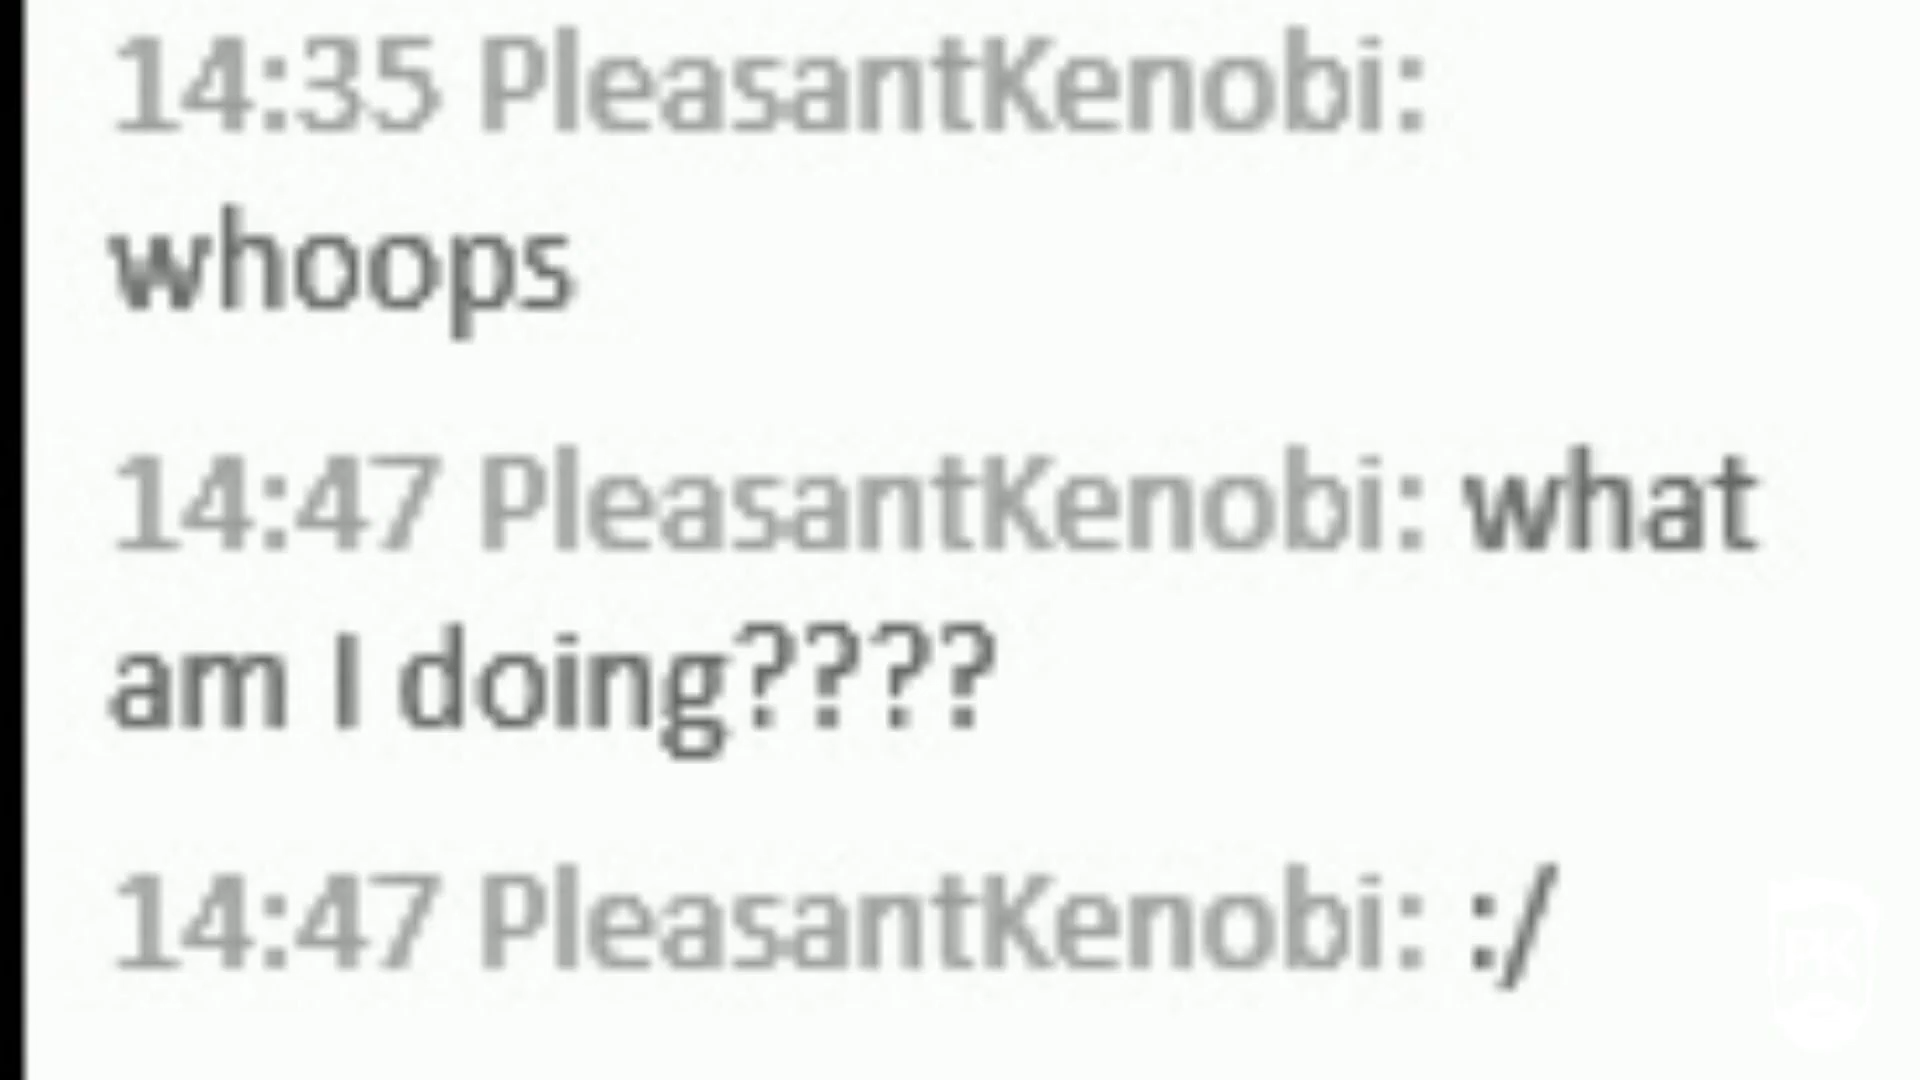 14:35 PleasantKenobi:
whoops
14:47 PleasantKenobi: what
am I doing????
14:47 PleasantKenobi: :/